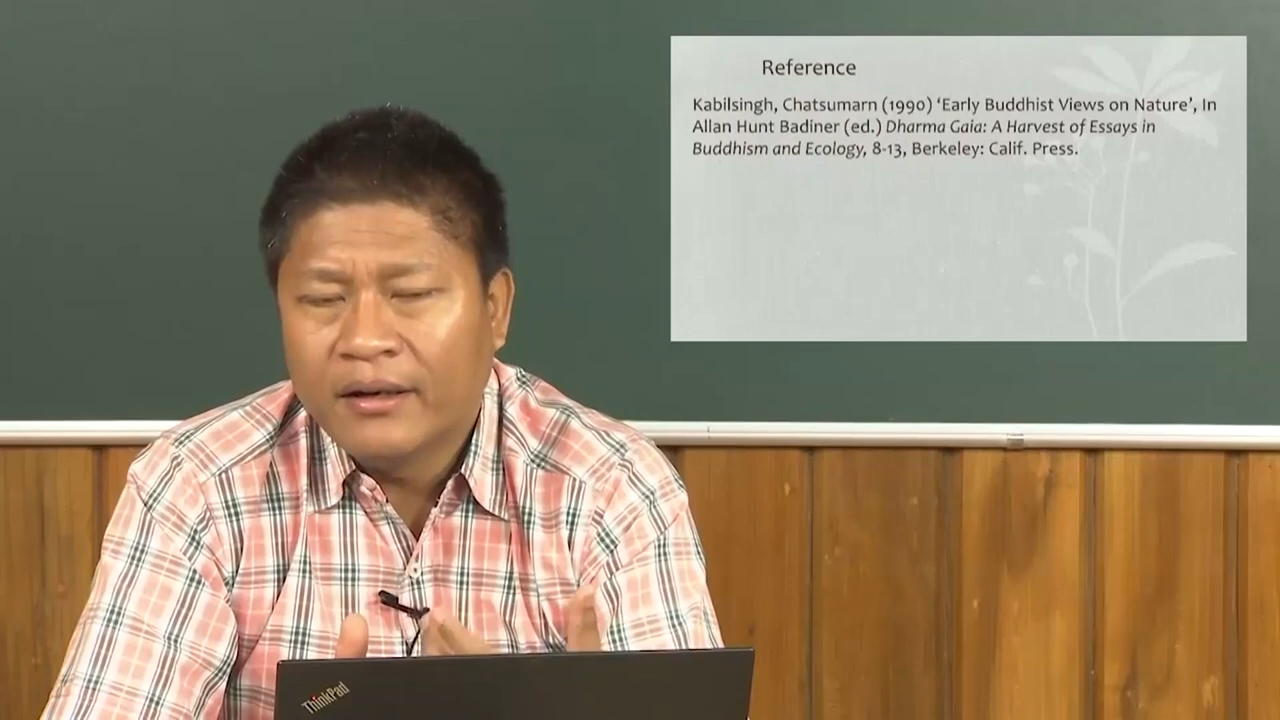 Reference
Kabilsingh, Chatsumarn (1990) ‘Early Buddhist Views on Nature’, In
Allan Hunt Badiner (ed.) Dharma Gaia: A Harvest of Essays in
Buddhism and Ecology, 8-13, Berkeley: Calif. Press.
ThinkPad